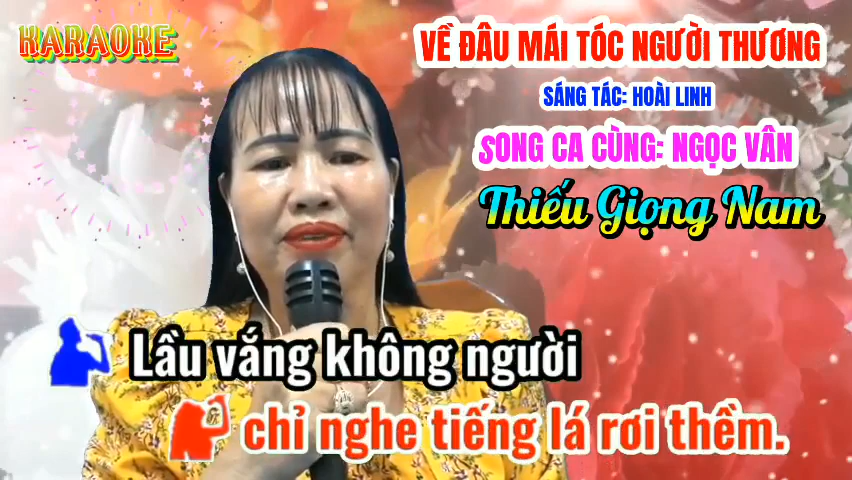 KARAOKE
VỀ ĐÂU MÁI TÓC NGƯỜI THƯƠNG
SÁNG TÁC: HOÀI LINH
SONG CA CÙNG: NGỌC VÂN
Thiếu Giọng Nam
Lầu vắng không người
chỉ nghe tiếng lá rơi thềm.